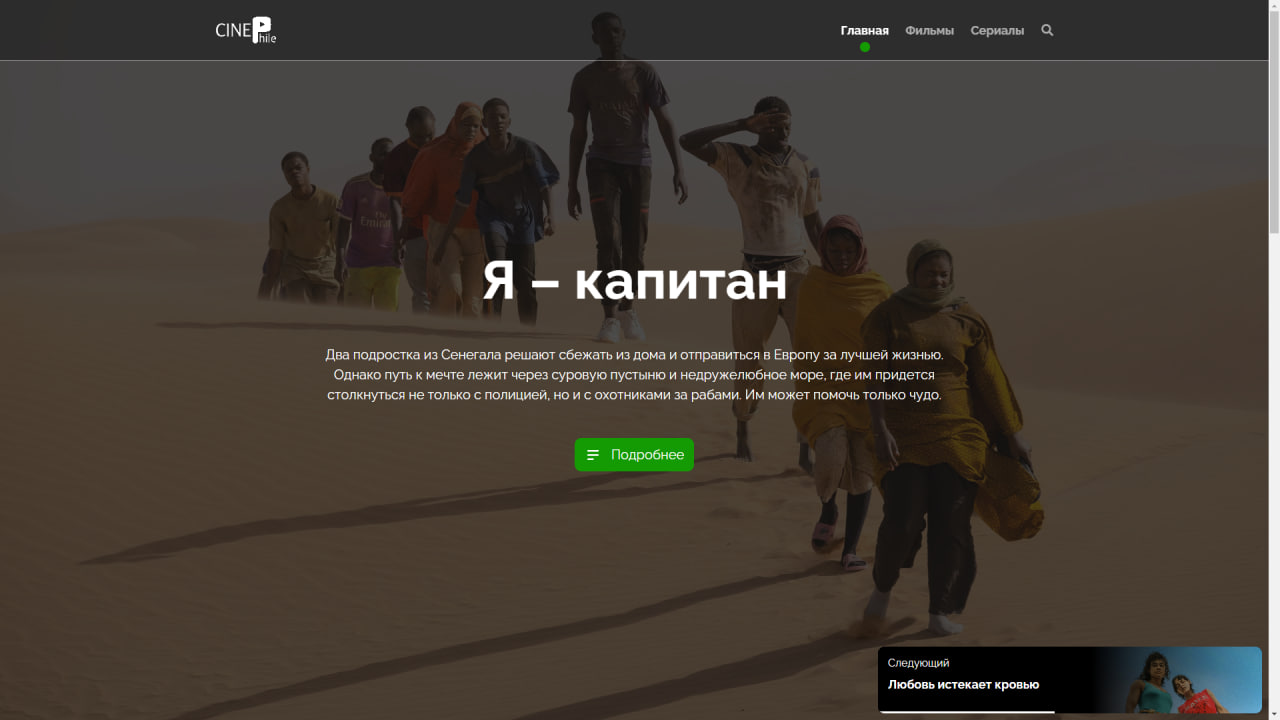 CINEPhile
Главная Фильмы Сериалы
Я – капитан
Два подростка из Сенегала решают сбежать из дома и отправиться в Европу за лучшей жизнью.
Однако путь к мечте лежит через суровую пустыню и недружелюбное море, где им придется
столкнуться не только с полицией, но и с охотниками за рабами. Им может помочь только чудо.
Подробнее
Следующий
Любовь истекает кровью